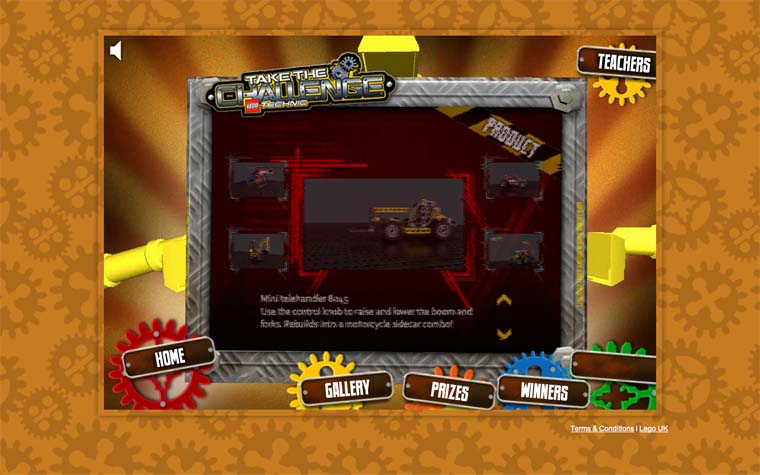 TEACHERS
TAKE THE
CHALLENGE
LEGO TECHNIC
PRODUCT
Mini telehandler 8045
Use the control knob to raise and lower the boom and
forks. Rebuilds into a motorcycle sidecar combo!
HOME
GALLERY
PRIZES
WINNERS
Terms & Conditions | Lego UK